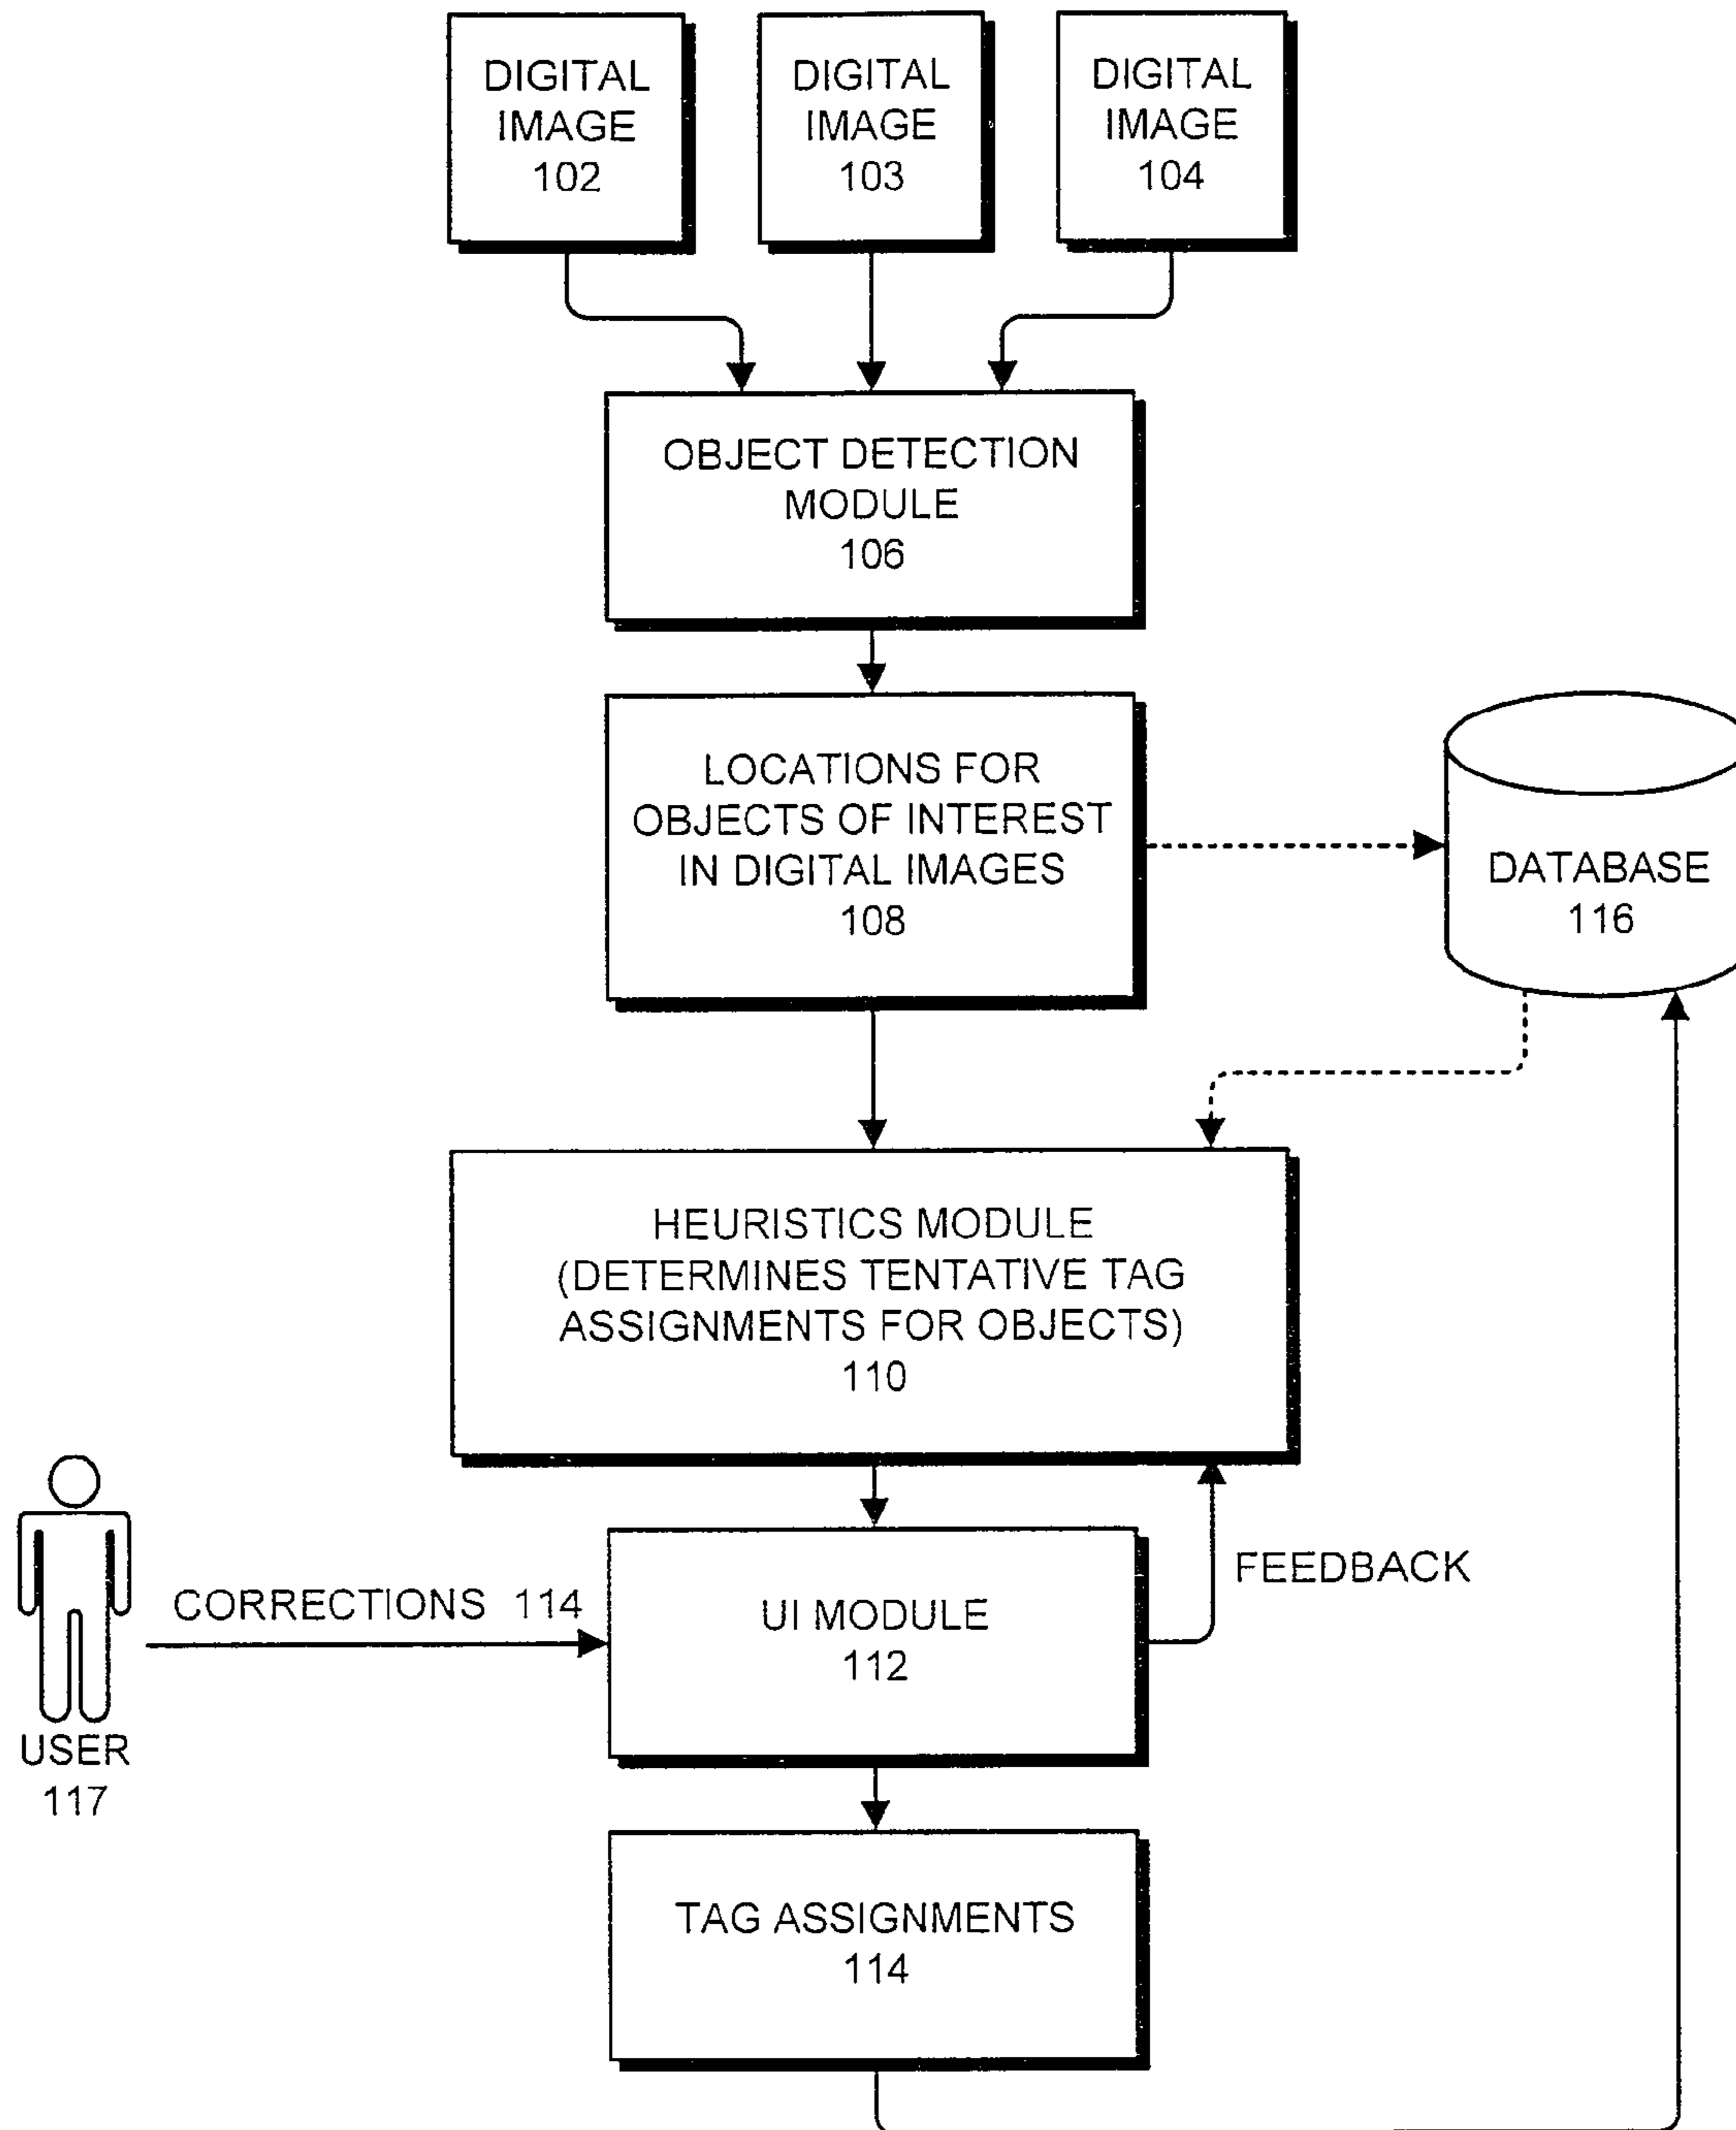 DIGITAL
IMAGE
102
DIGITAL
IMAGE
103
DIGITAL
IMAGE
104
OBJECT DETECTION
MODULE
106
LOCATIONS FOR
OBJECTS OF INTEREST
IN DIGITAL IMAGES
108
DATABASE
116
HEURISTICS MODULE
(DETERMINES TENTATIVE TAG
ASSIGNMENTS FOR OBJECTS)
110
FEEDBACK
CORRECTIONS 114
UI MODULE
112
USER
117
TAG ASSIGNMENTS
114